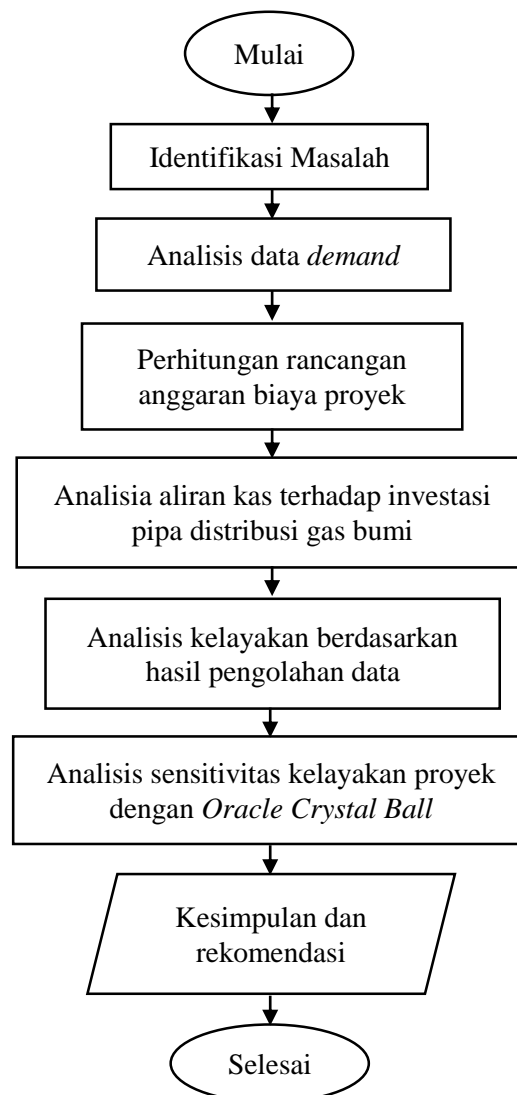 Mulai
Identifikasi Masalah
Analisis data demand
Perhitungan rancangan
anggaran biaya proyek
Analisia aliran kas terhadap investasi
pipa distribusi gas bumi
Analisis kelayakan berdasarkan
hasil pengolahan data
Analisis sensitivitas kelayakan proyek
dengan Oracle Crystal Ball
Kesimpulan dan
rekomendasi
Selesai